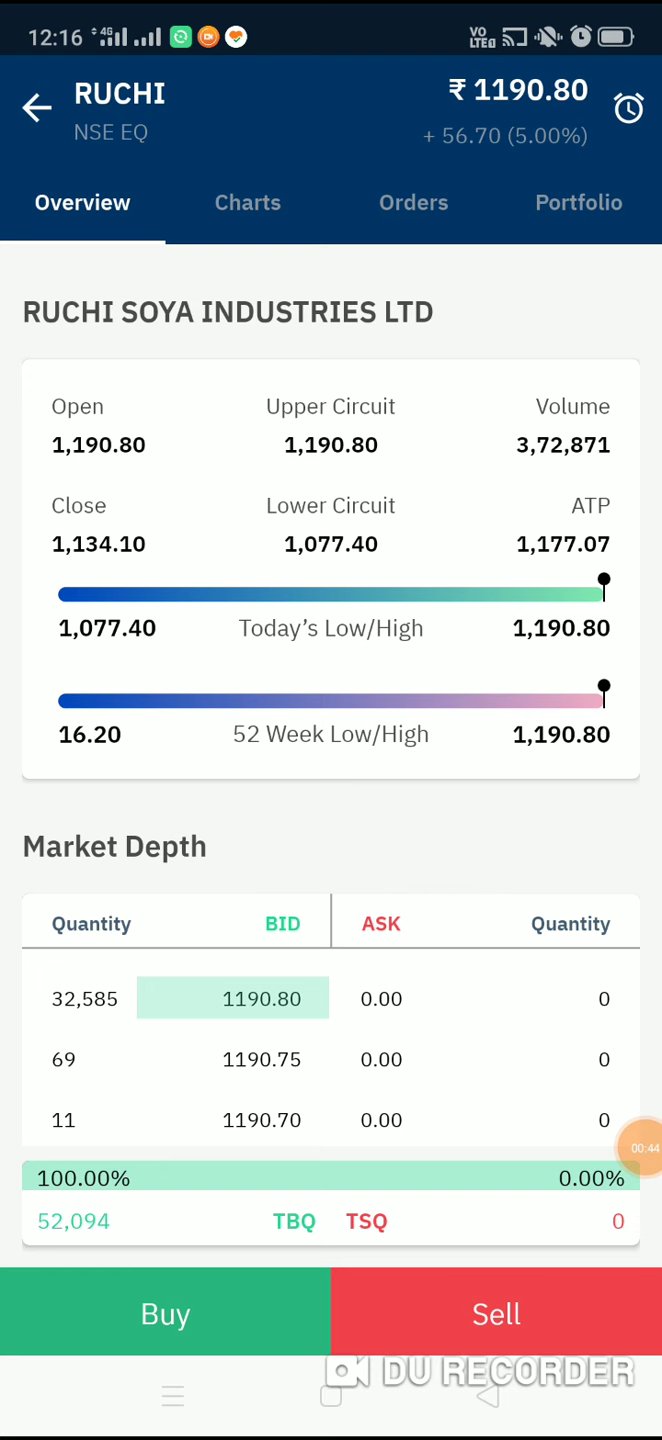 12:16 4G VO LTE2
RUCHI ₹ 1190.80
NSE EQ + 56.70 (5.00%)
Overview Charts Orders Portfolio
RUCHI SOYA INDUSTRIES LTD
Open Upper Circuit Volume
1,190.80 1,190.80 3,72,871
Close Lower Circuit ATP
1,134.10 1,077.40 1,177.07
1,077.40 Today's Low/High 1,190.80
16.20 52 Week Low/High 1,190.80
Market Depth
Quantity BID ASK Quantity
32,585 1190.80 0.00 0
69 1190.75 0.00 0
11 1190.70 0.00 0
00:44
100.00% 0.00%
52,094 TBQ TSQ 0
Buy Sell
DU RECORDER